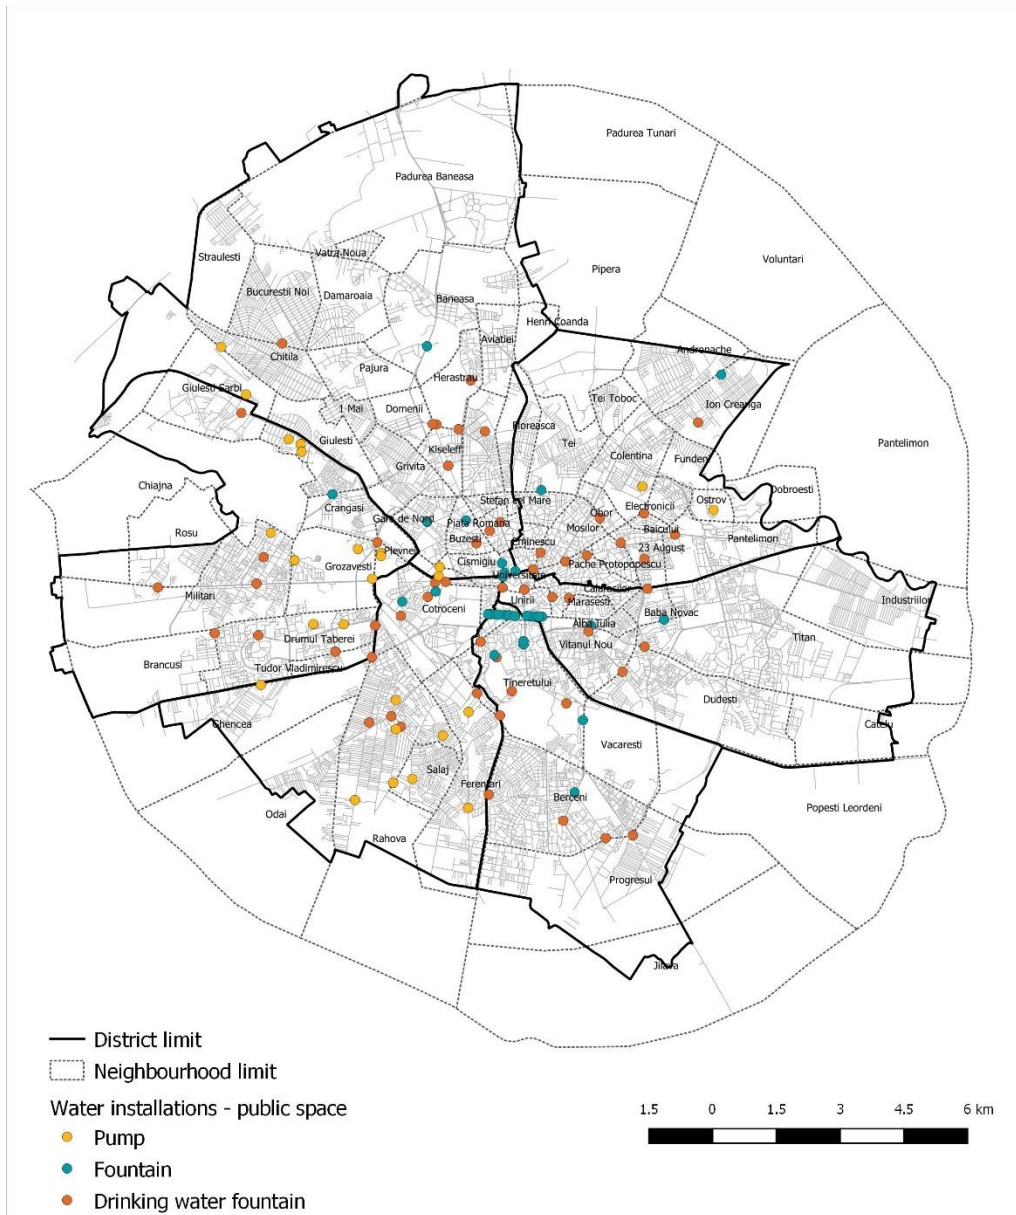 Padurea Tunari
Padurea Baneasa
Straulesti
Vatra Noua
Voluntari
Pipera
Bucurestii Noi
Damaroaia
Baneasa
Henri Coanda
Aviatiei
Andronache
Chitila
Pajura
Herastrau
Giulesti Sarbi
Tei Toboc
Ion Creanga
1 Mai
Domenii
Floreasca
Giulesti
Tei
Pantelimon
Kiseleff
Colentina
Fundeni
Grivita
Chiajna
Dobroesti
Stefan cel Mare
Ostrov
Crangasi
Electronicii
Obor
Gara de Nord
Piata Romana
Mosilor
Baicului
Rosu
Buzesti
Eminescu
Pantelimon
Plevnei
23 August
Cismigiu
Pache Protopopescu
Grozavesti
Universitate
Calarasilor
Militari
Unirii
Marasesti
Industriilor
Cotroceni
Baba Novac
Alba Iulia
Drumul Taberei
Titan
Vitanul Nou
Brancusi
Tudor Vladimirescu
Tineretului
Dudesti
Ghencea
Catelu
Vacaresti
Salaj
Ferentari
Berceni
Popesti Leordeni
Odai
Rahova
Progresul
Jilava
District limit
Neighbourhood limit
Water installations - public space
1.5 0 1.5 3 4.5 6 km
Pump
Fountain
Drinking water fountain